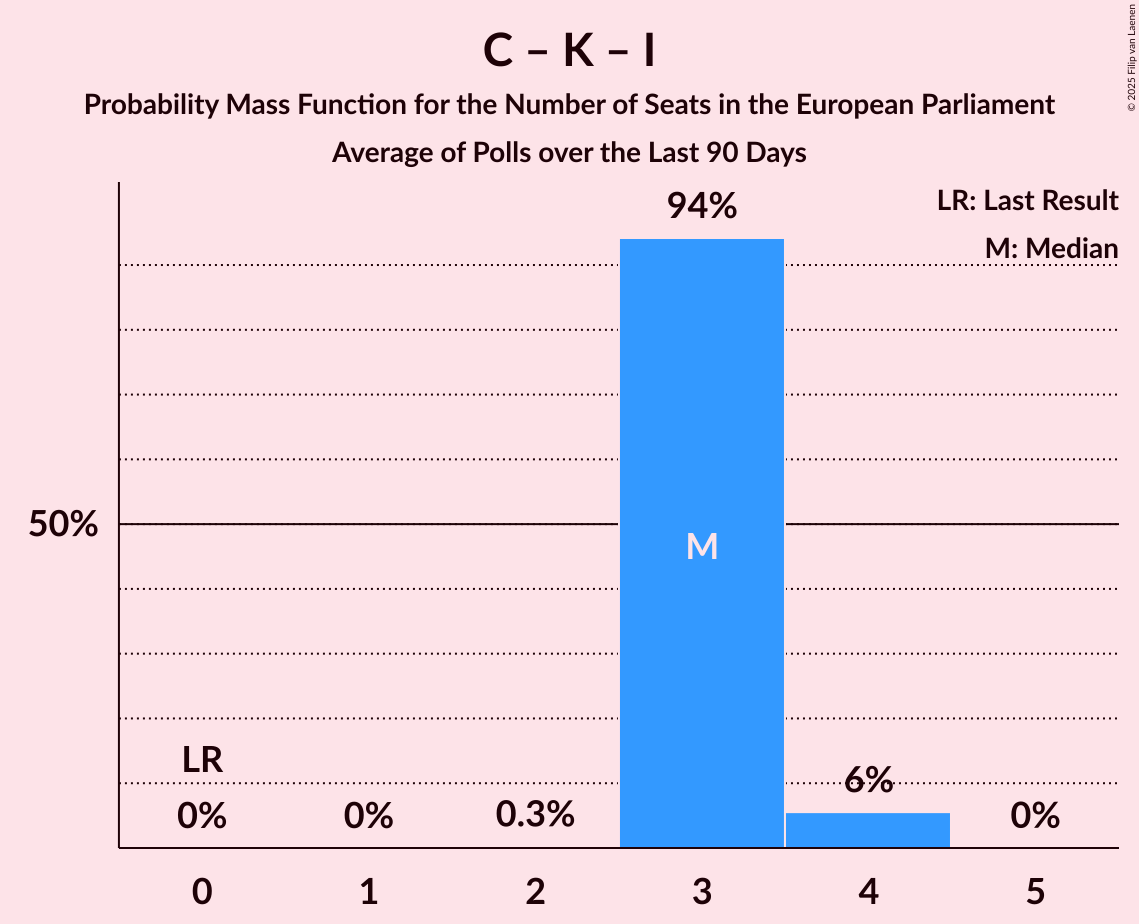 C – K – I
Probability Mass Function for the Number of Seats in the European Parliament
Average of Polls over the Last 90 Days
© 2025 Filip van Laenen
LR: Last Result
M: Median
94%
50%
M
LR
0%
0%
0.3%
6%
0%
0
1
2
3
4
5